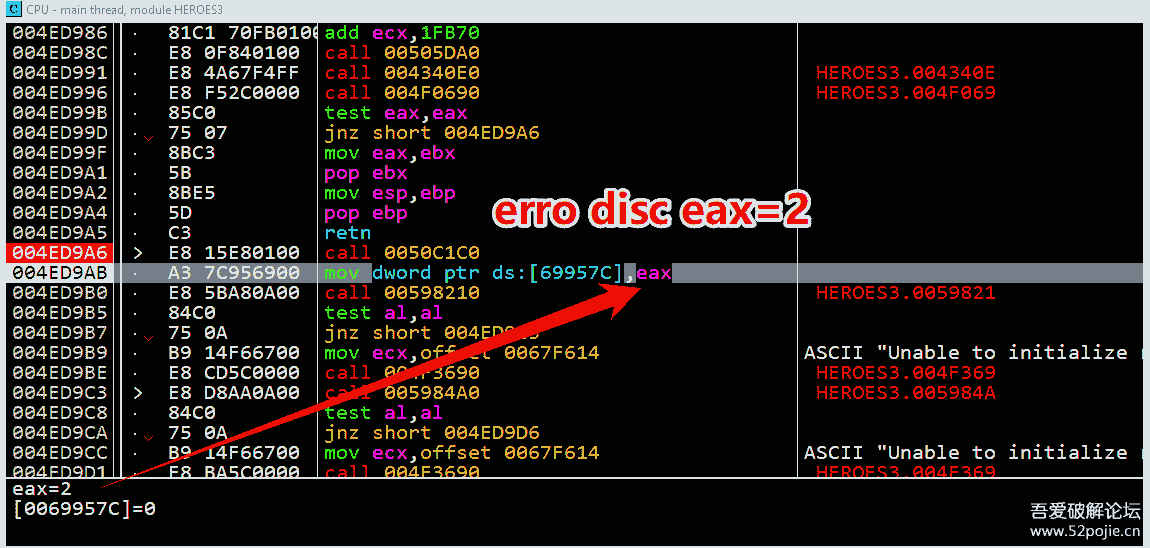 C CPU - main thread, module HEROES3
004ED986 · 81C1 70FB0100 add ecx,1FB70
004ED98C · E8 0F840100 call 00505DA0
004ED991 · E8 4A67F4FF call 004340E0 HEROES3.004340E
004ED996 · E8 F52C0000 call 004F0690 HEROES3.004F069
004ED99B · 85C0 test eax,eax
004ED99D · 75 07 jnz short 004ED9A6
004ED99F · 8BC3 mov eax,ebx
004ED9A1 · 5B pop ebx
004ED9A2 · 8BE5 mov esp,ebp
004ED9A4 · 5D pop ebp
004ED9A5 · C3 retn
erro disc eax=2
004ED9A6 > E8 15E80100 call 0050C1C0
004ED9AB · A3 7C956900 mov dword ptr ds:[69957C],eax
004ED9B0 · E8 5BA80A00 call 00598210 HEROES3.0059821
004ED9B5 · 84C0 test al,al
004ED9B7 · 75 0A jnz short
004ED9B9 · B9 14F66700 mov ecx,offset 0067F614 ASCII "Unable to initialize
004ED9BE · E8 CD5C0000 call 004F3690 HEROES3.004F369
004ED9C3 > E8 D8AA0A00 call 005984A0 HEROES3.005984A
004ED9C8 · 84C0 test al,al
004ED9CA · 75 0A jnz short 004ED9D6
004ED9CC · B9 14F66700 mov ecx,offset 0067F614 ASCII "Unable to initialize
004ED9D1 · E8 BA5C0000 call 004F3690 HEROES3.004F369
eax=2
[0069957C]=0
吾爱破解论坛
www.52pojie.cn